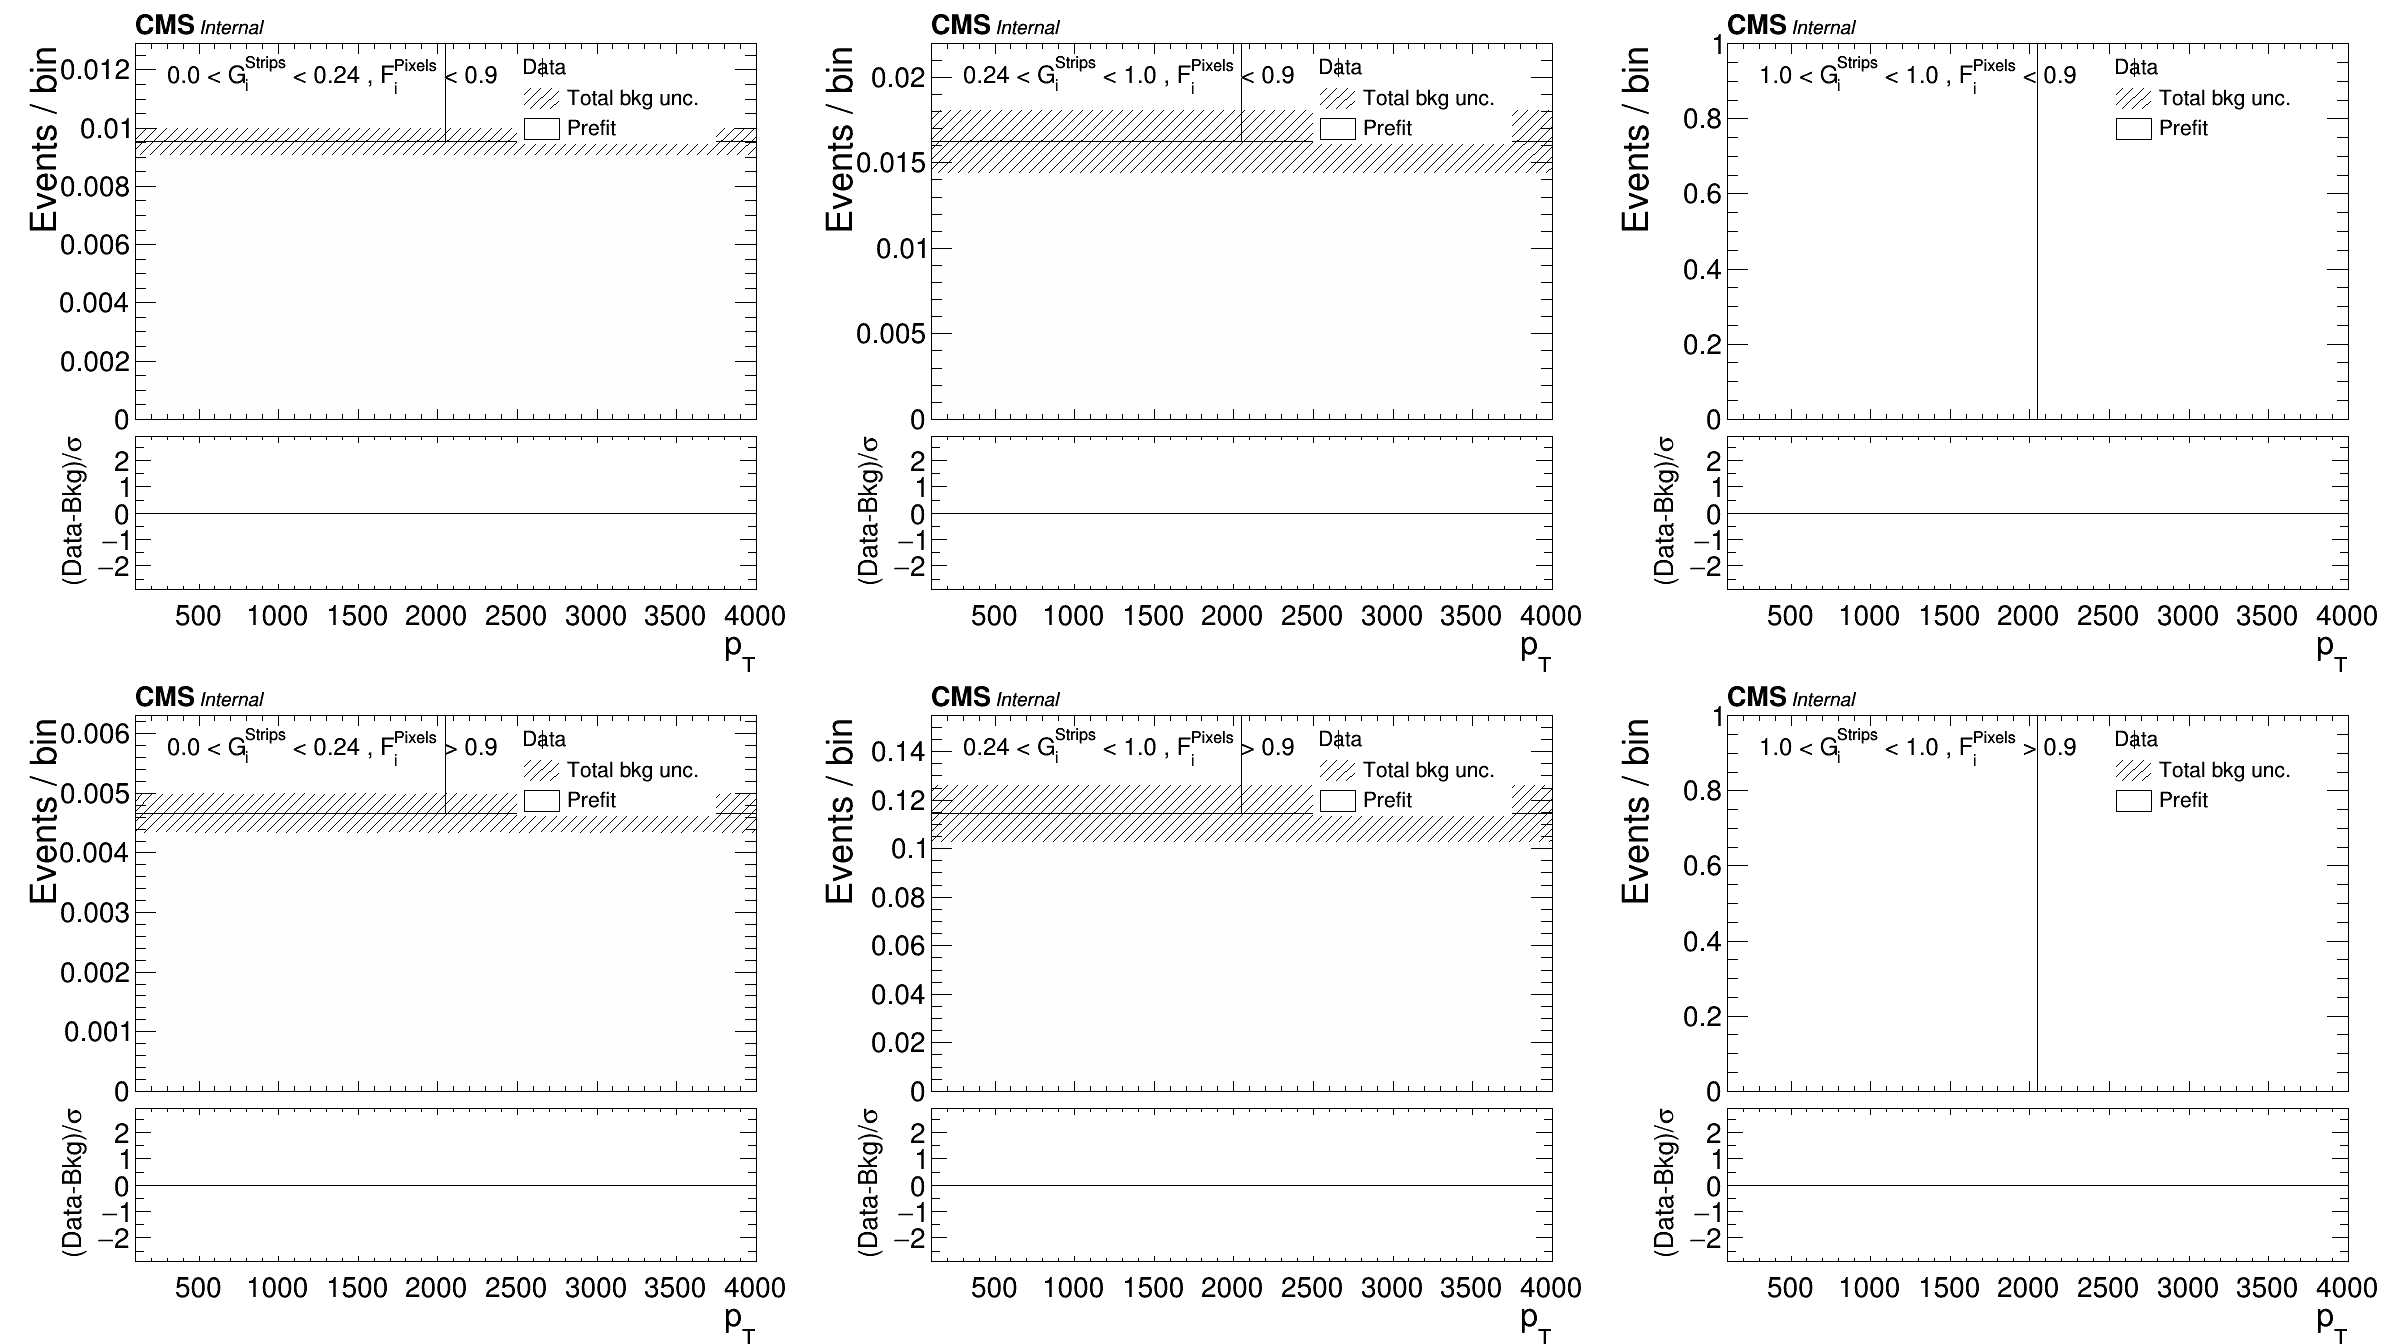 CMS Internal
Events / bin
0.0 < G_i^Strips < 0.24 , F_i^Pixels < 0.9
Data
Total bkg unc.
Prefit
0.012
0.01
0.008
0.006
0.004
0.002
0
(Data-Bkg)/σ
2
1
0
−1
−2
500 1000 1500 2000 2500 3000 3500 4000
p_T
CMS Internal
Events / bin
0.24 < G_i^Strips < 1.0 , F_i^Pixels < 0.9
Data
Total bkg unc.
Prefit
0.02
0.015
0.01
0.005
0
(Data-Bkg)/σ
2
1
0
−1
−2
500 1000 1500 2000 2500 3000 3500 4000
p_T
CMS Internal
Events / bin
1.0 < G_i^Strips < 1.0 , F_i^Pixels < 0.9
Data
Total bkg unc.
Prefit
1
0.8
0.6
0.4
0.2
0
(Data-Bkg)/σ
2
1
0
−1
−2
500 1000 1500 2000 2500 3000 3500 4000
p_T
CMS Internal
Events / bin
0.0 < G_i^Strips < 0.24 , F_i^Pixels > 0.9
Data
Total bkg unc.
Prefit
0.006
0.005
0.004
0.003
0.002
0.001
0
(Data-Bkg)/σ
2
1
0
−1
−2
500 1000 1500 2000 2500 3000 3500 4000
p_T
CMS Internal
Events / bin
0.24 < G_i^Strips < 1.0 , F_i^Pixels > 0.9
Data
Total bkg unc.
Prefit
0.14
0.12
0.1
0.08
0.06
0.04
0.02
0
(Data-Bkg)/σ
2
1
0
−1
−2
500 1000 1500 2000 2500 3000 3500 4000
p_T
CMS Internal
Events / bin
1.0 < G_i^Strips < 1.0 , F_i^Pixels > 0.9
Data
Total bkg unc.
Prefit
1
0.8
0.6
0.4
0.2
0
(Data-Bkg)/σ
2
1
0
−1
−2
500 1000 1500 2000 2500 3000 3500 4000
p_T